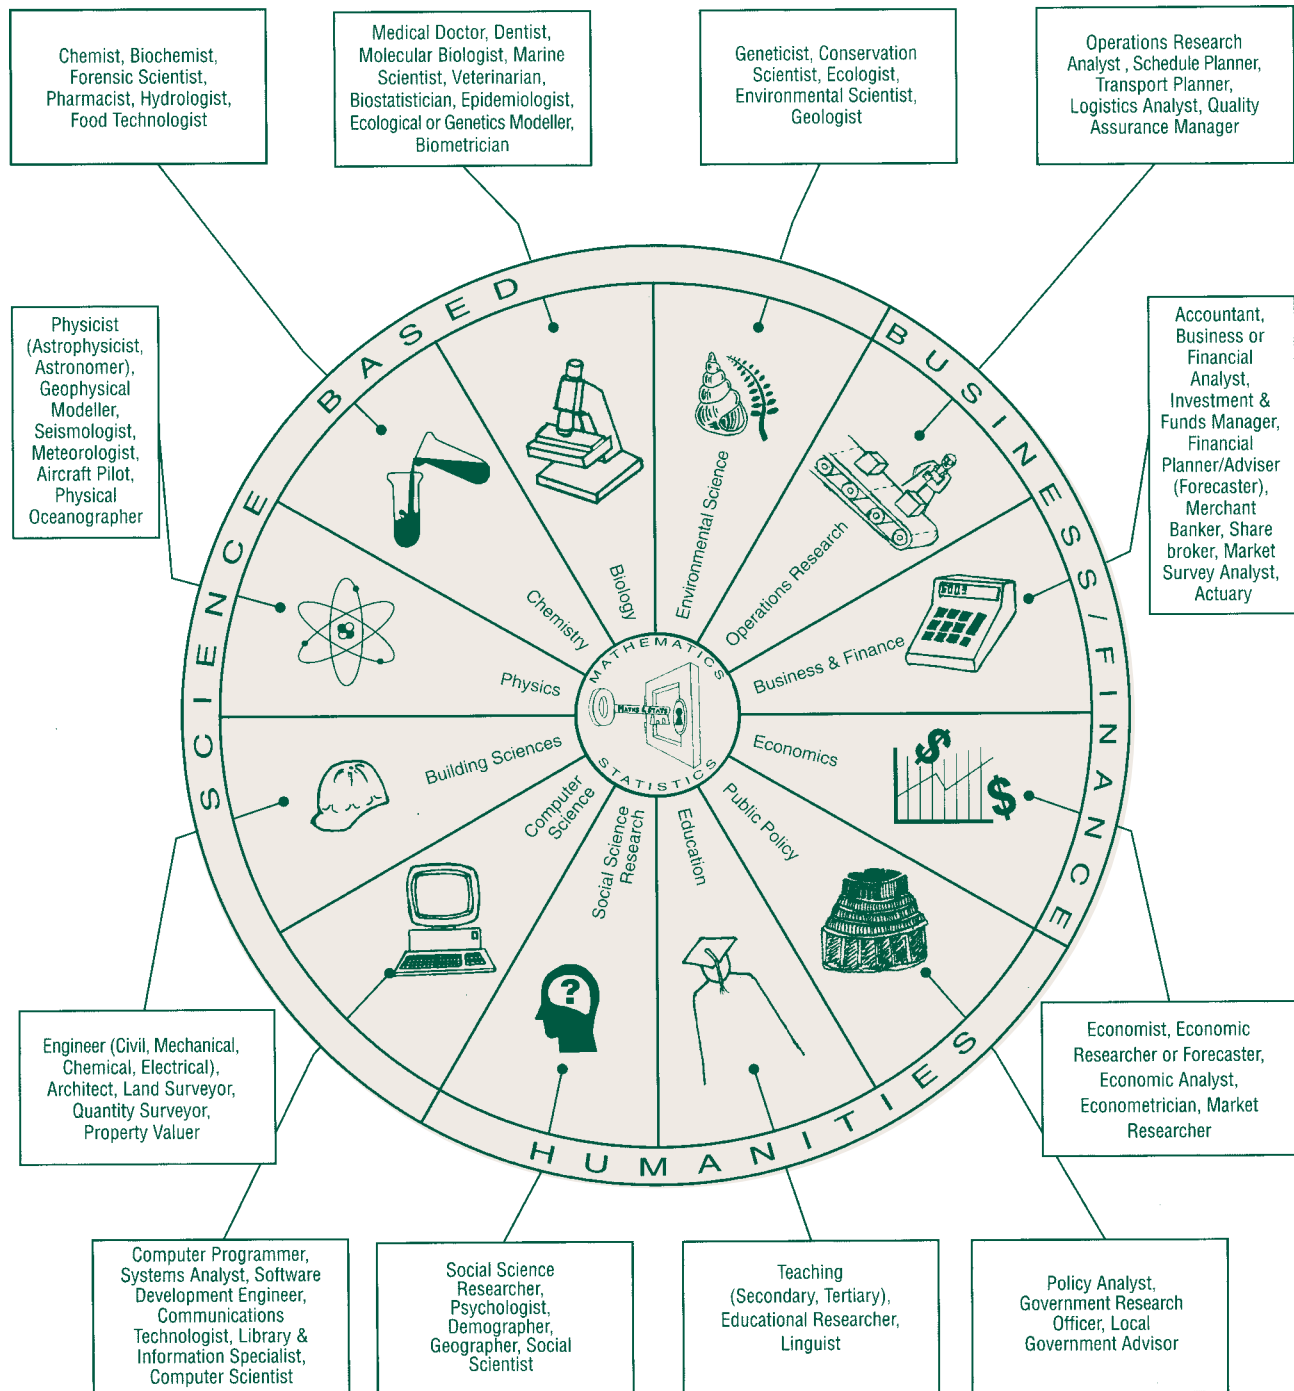 Chemist, Biochemist,
Forensic Scientist,
Pharmacist, Hydrologist,
Food Technologist
Medical Doctor, Dentist,
Molecular Biologist, Marine
Scientist, Veterinarian,
Biostatistician, Epidemiologist,
Ecological or Genetics Modeller,
Biometrician
Geneticist, Conservation
Scientist, Ecologist,
Environmental Scientist,
Geologist
Operations Research
Analyst , Schedule Planner,
Transport Planner,
Logistics Analyst, Quality
Assurance Manager
Physicist
(Astrophysicist,
Astronomer),
Geophysical
Modeller,
Seismologist,
Meteorologist,
Aircraft Pilot,
Physical
Oceanographer
Accountant,
Business or
Financial
Analyst,
Investment &
Funds Manager,
Financial
Planner/Adviser
(Forecaster),
Merchant
Banker, Share
broker, Market
Survey Analyst,
Actuary
SCIENCE BASED
BUSINESS/FINANCE
HUMANITIES
Physics
Chemistry
Biology
Environmental Science
Operations Research
Business & Finance
Economics
Public Policy
Education
Social Science
Research
Computer
Science
Building Sciences
MATHEMATICS
MATHS & STATS
STATISTICS
$
$
?
Engineer (Civil, Mechanical,
Chemical, Electrical),
Architect, Land Surveyor,
Quantity Surveyor,
Property Valuer
Economist, Economic
Researcher or Forecaster,
Economic Analyst,
Econometrician, Market
Researcher
Computer Programmer,
Systems Analyst, Software
Development Engineer,
Communications
Technologist, Library &
Information Specialist,
Computer Scientist
Social Science
Researcher,
Psychologist,
Demographer,
Geographer, Social
Scientist
Teaching
(Secondary, Tertiary),
Educational Researcher,
Linguist
Policy Analyst,
Government Research
Officer, Local
Government Advisor